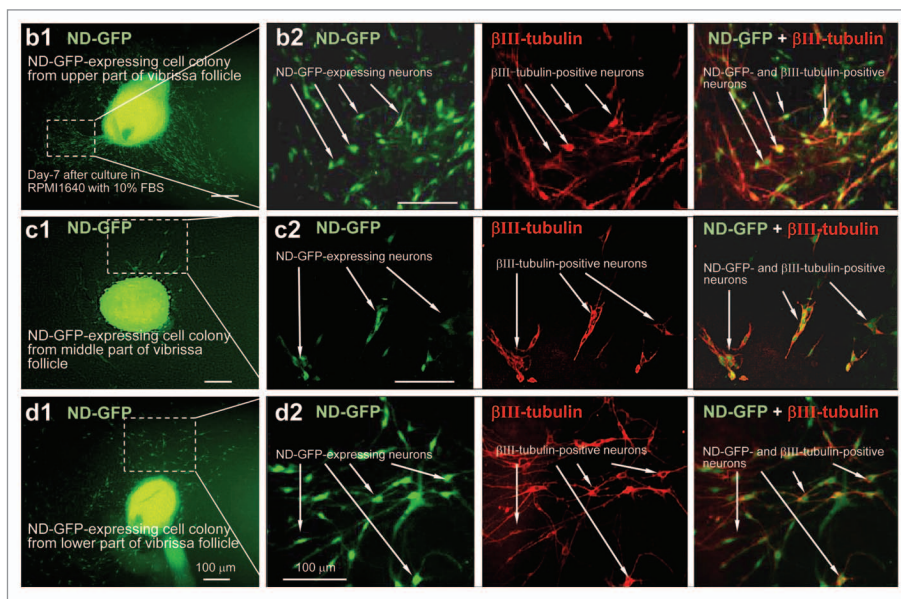 b1 ND-GFP
ND-GFP-expressing cell colony
from upper part of vibrissa
follicle
Day-7 after culture in
RPMI1640 with 10% FBS
b2 ND-GFP
ND-GFP-expressing neurons
βIII-tubulin
βIII-tubulin-positive neurons
ND-GFP + βIII-tubulin
ND-GFP- and βIII-tubulin-positive
neurons
c1 ND-GFP
ND-GFP-expressing cell colony
from middle part of vibrissa
follicle
c2 ND-GFP
ND-GFP-expressing neurons
βIII-tubulin
βIII-tubulin-positive neurons
ND-GFP + βIII-tubulin
ND-GFP- and βIII-tubulin-positive
neurons
d1 ND-GFP
ND-GFP-expressing cell colony
from lower part of vibrissa follicle
100 μm
d2 ND-GFP
ND-GFP-expressing neurons
100 μm
βIII-tubulin
βIII-tubulin-positive neurons
ND-GFP + βIII-tubulin
ND-GFP- and βIII-tubulin-positive
neurons